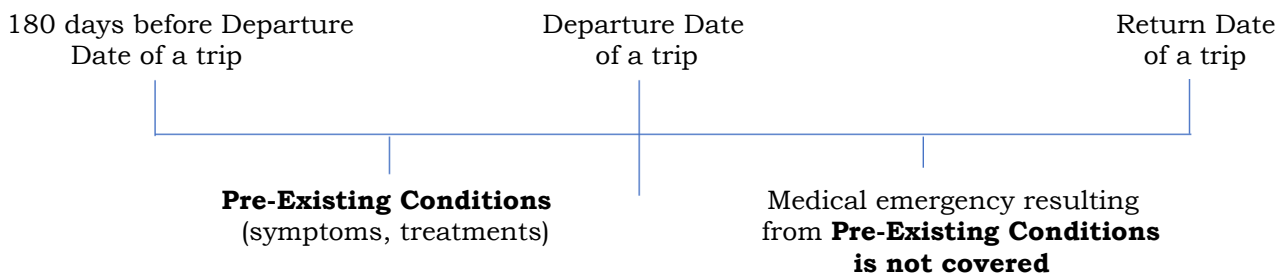 180 days before Departure
Date of a trip
Departure Date
of a trip
Return Date
of a trip
Pre-Existing Conditions
(symptoms, treatments)
Medical emergency resulting
from Pre-Existing Conditions
is not covered